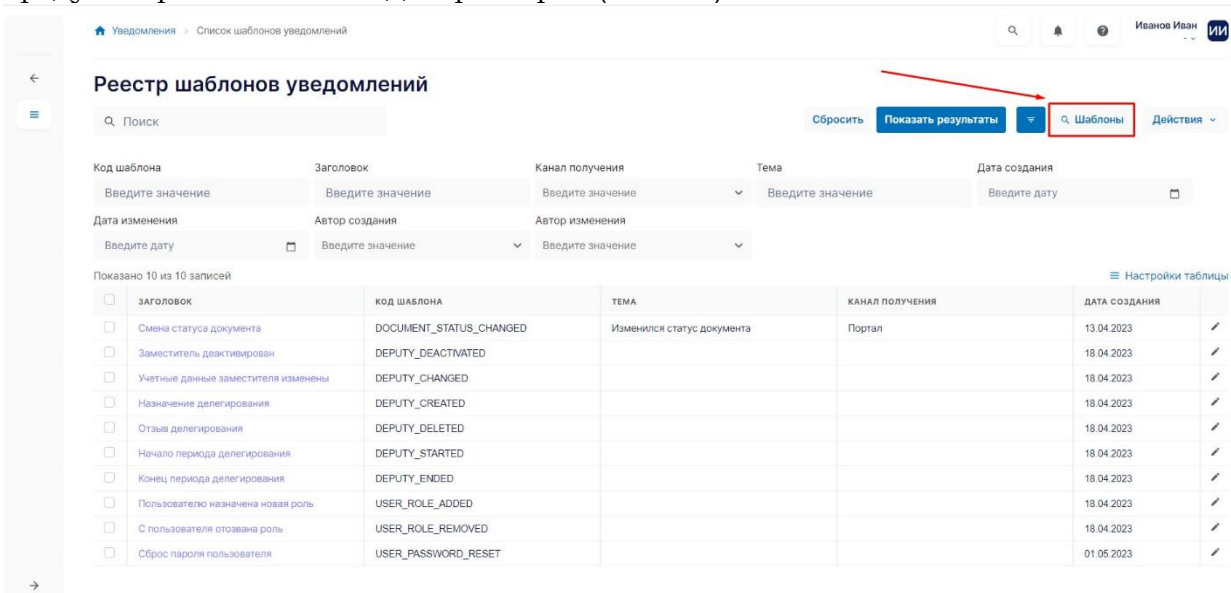 Уведомления > Список шаблонов уведомлений
Иванов Иван
ИИ
Реестр шаблонов уведомлений
Поиск
Сбросить Показать результаты Шаблоны Действия
Код шаблона Заголовок Канал получения Тема Дата создания
Введите значение Введите значение Введите значение Введите значение Введите дату
Дата изменения Автор создания Автор изменения
Введите дату Введите значение Введите значение
Показано 10 из 10 записей Настройки таблицы
ЗАГОЛОВОК КОД ШАБЛОНА ТЕМА КАНАЛ ПОЛУЧЕНИЯ ДАТА СОЗДАНИЯ
Смена статуса документа DOCUMENT_STATUS_CHANGED Изменился статус документа Портал 13.04.2023
Заместитель деактивирован DEPUTY_DEACTIVATED 18.04.2023
Учетные данные заместителя изменены DEPUTY_CHANGED 18.04.2023
Назначение делегирования DEPUTY_CREATED 18.04.2023
Отзыв делегирования DEPUTY_DELETED 18.04.2023
Начало периода делегирования DEPUTY_STARTED 18.04.2023
Конец периода делегирования DEPUTY_ENDED 18.04.2023
Пользователю назначена новая роль USER_ROLE_ADDED 18.04.2023
С пользователя отозвана роль USER_ROLE_REMOVED 18.04.2023
Сброс пароля пользователя USER_PASSWORD_RESET 01.05.2023